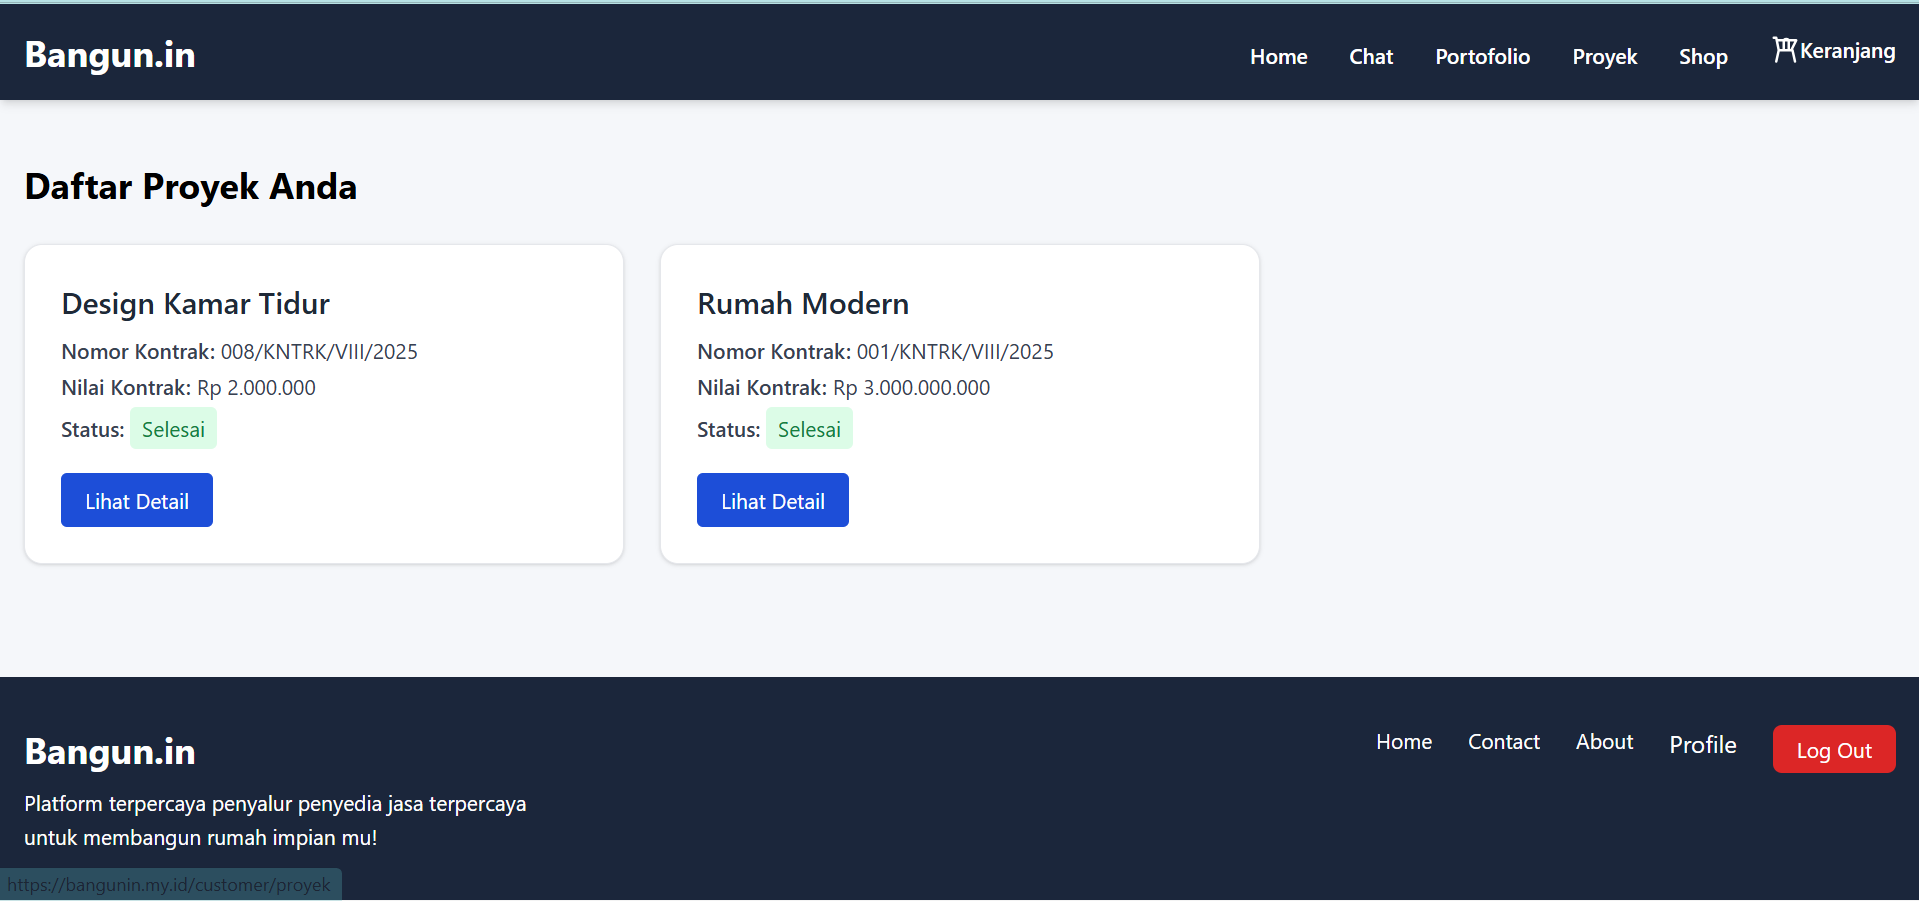 Bangun.in
Home Chat Portofolio Proyek Shop Keranjang
Daftar Proyek Anda
Design Kamar Tidur
Nomor Kontrak: 008/KNTRK/VIII/2025
Nilai Kontrak: Rp 2.000.000
Status: Selesai
Lihat Detail
Rumah Modern
Nomor Kontrak: 001/KNTRK/VIII/2025
Nilai Kontrak: Rp 3.000.000.000
Status: Selesai
Lihat Detail
Bangun.in
Platform terpercaya penyalur penyedia jasa terpercaya
untuk membangun rumah impian mu!
Home Contact About Profile Log Out
https://bangunin.my.id/customer/proyek